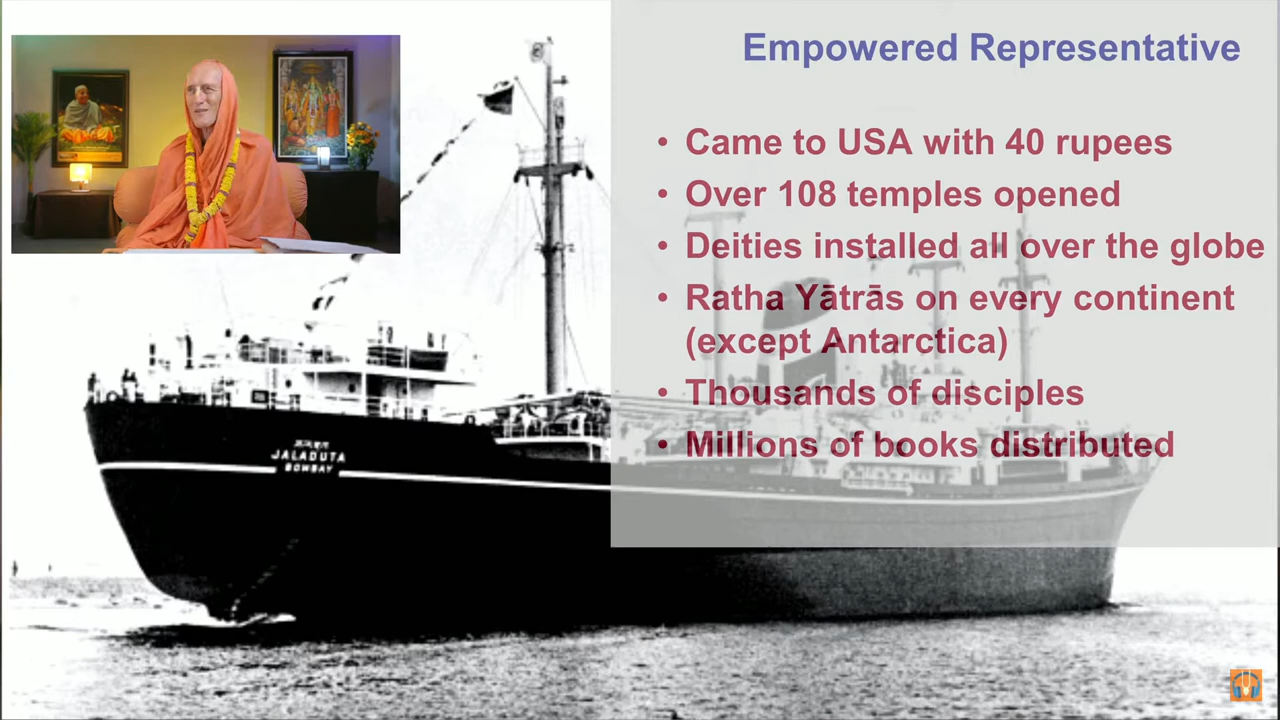 Empowered Representative
• Came to USA with 40 rupees
• Over 108 temples opened
• Deities installed all over the globe
• Ratha Yātrās on every continent
(except Antarctica)
• Thousands of disciples
• Millions of books distributed
JALADUTA
BOMBAY